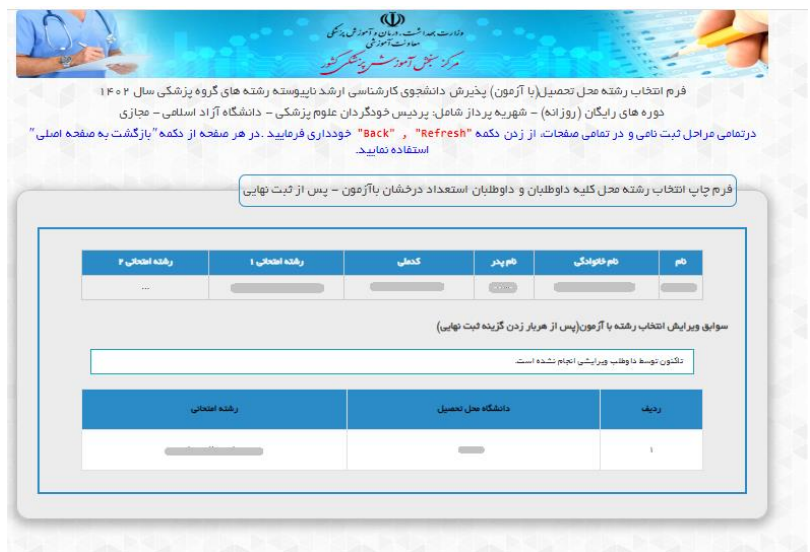 وزارت بهداشت، درمان و آموزش پزشکی
معاونت آموزشی
مرکز سنجش آموزش پزشکی کشور
فرم انتخاب رشته محل تحصیل(با آزمون) پذیرش دانشجوی کارشناسی ارشد ناپیوسته رشته های گروه پزشکی سال ۱۴۰۲
دوره های رایگان (روزانه) – شهریه پرداز شامل: پردیس خودگردان علوم پزشکی – دانشگاه آزاد اسلامی – مجازی
درتمامی مراحل ثبت نامی و در تمامی صفحات، از زدن دکمه "Refresh" , "Back" خودداری فرمایید .در هر صفحه از دکمه "بازگشت به صفحه اصلی"
استفاده نمایید.
فرم چاپ انتخاب رشته محل کلیه داوطلبان و داوطلبان استعداد درخشان باآزمون – پس از ثبت نهایی
نام نام خانوادگی نام پدر کدملی رشته امتحانی ۱ رشته امتحانی ۲
...
سوابق ویرایش انتخاب رشته با آزمون(پس از هربار زدن گزینه ثبت نهایی)
تاکنون توسط داوطلب ویرایشی انجام نشده است.
ردیف دانشگاه محل تحصیل رشته امتحانی
۱